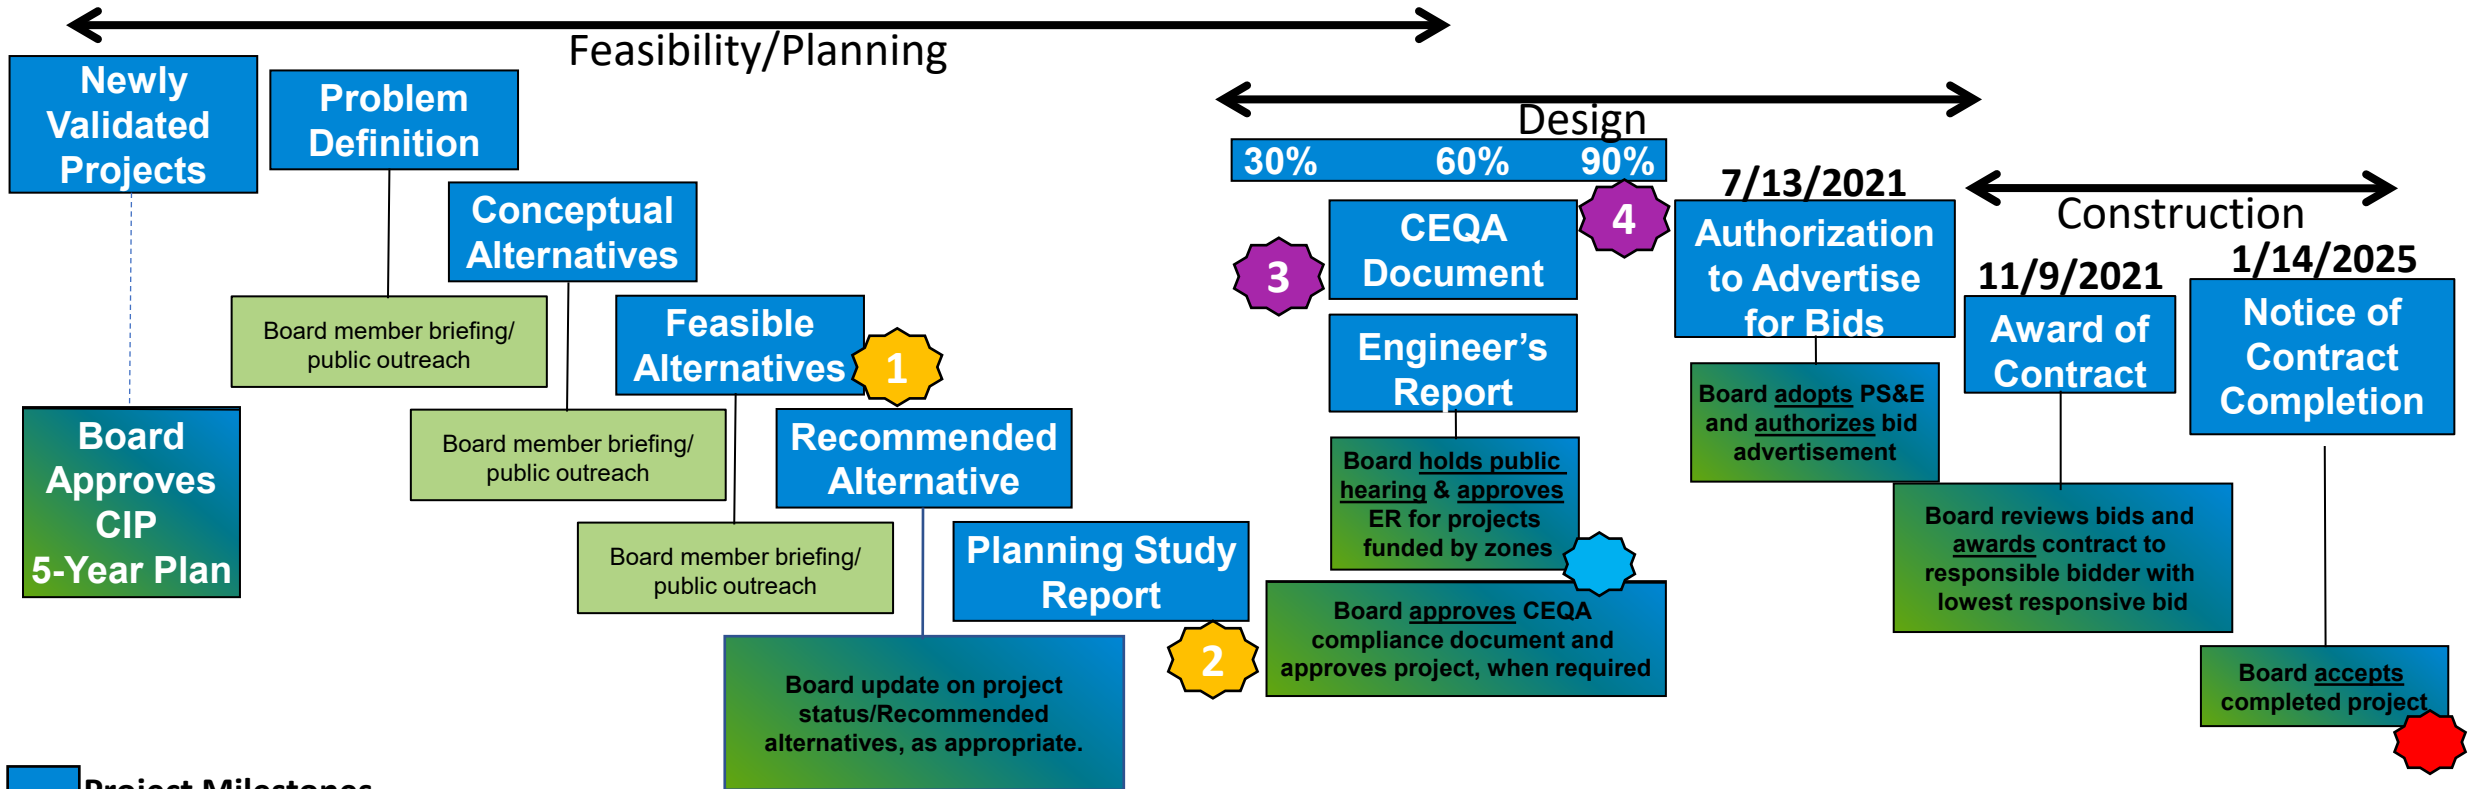 Feasibility/Planning
Newly
Validated
Projects
Problem
Definition
Conceptual
Alternatives
Feasible
Alternatives
1
Recommended
Alternative
Planning Study
Report
2
Board
Approves
CIP
5-Year Plan
Board member briefing/
public outreach
Board member briefing/
public outreach
Board member briefing/
public outreach
Board update on project
status/Recommended
alternatives, as appropriate.
Design
30% 60% 90%
3
4
CEQA
Document
Engineer's
Report
Board holds public
hearing & approves
ER for projects
funded by zones
Board approves CEQA
compliance document and
approves project, when required
7/13/2021
Authorization
to Advertise
for Bids
Board adopts PS&E
and authorizes bid
advertisement
Construction
11/9/2021
Award of
Contract
Board reviews bids and
awards contract to
responsible bidder with
lowest responsive bid
1/14/2025
Notice of
Contract
Completion
Board accepts
completed project
Project Milestones